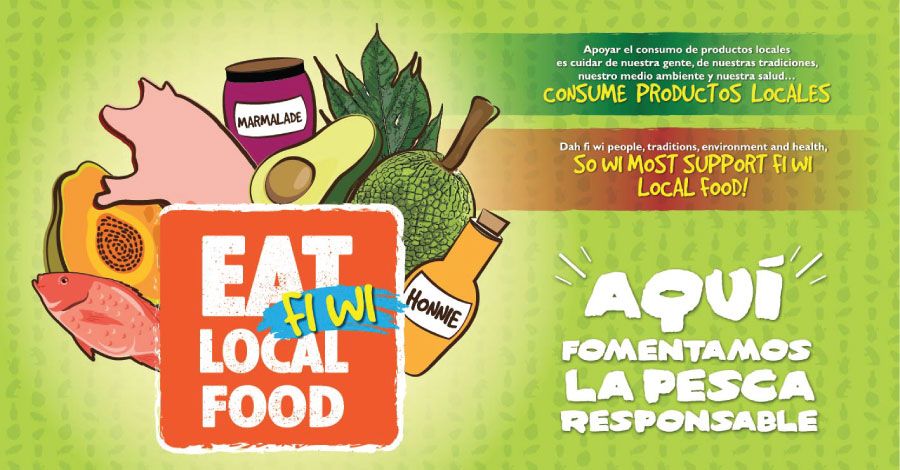 MARMALADE
HONNIE
EAT
FI WI
LOCAL
FOOD
Apoyar el consumo de productos locales
es cuidar de nuestra gente, de nuestras tradiciones,
nuestro medio ambiente y nuestra salud...
CONSUME PRODUCTOS LOCALES
Dah fi wi people, traditions, environment and health,
SO WI MOST SUPPORT FI WI
LOCAL FOOD!
AQUÍ
FOMENTAMOS
LA PESCA
RESPONSABLE